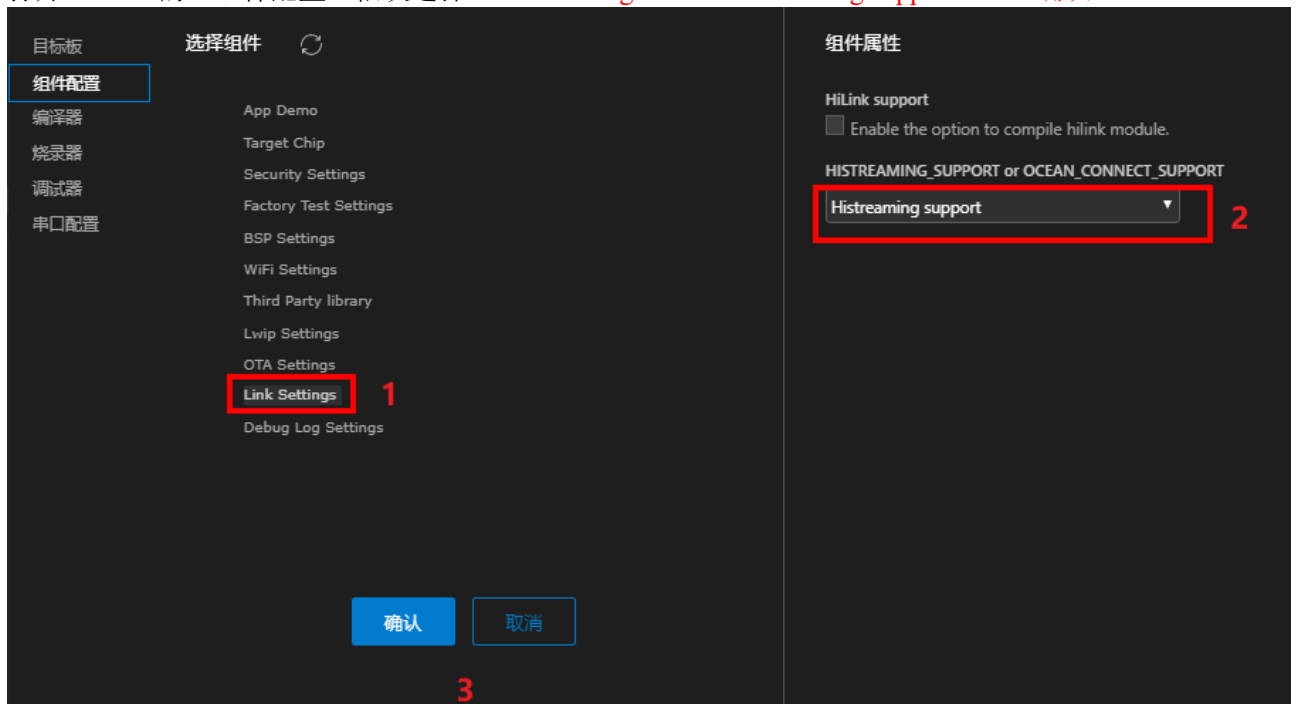 目标板
组件配置
编译器
烧录器
调试器
串口配置
选择组件
App Demo
Target Chip
Security Settings
Factory Test Settings
BSP Settings
WiFi Settings
Third Party library
Lwip Settings
OTA Settings
Link Settings
1
Debug Log Settings
确认
取消
3
组件属性
HiLink support
Enable the option to compile hilink module.
HISTREAMING_SUPPORT or OCEAN_CONNECT_SUPPORT
Histreaming support
2